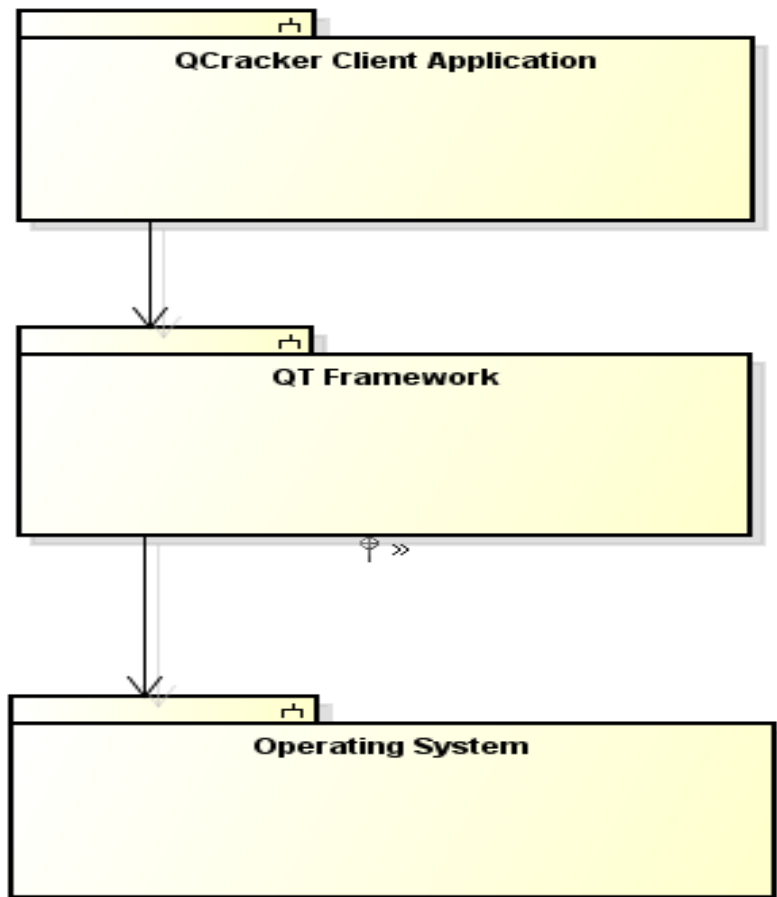 QCracker Client Application
QT Framework
»
Operating System